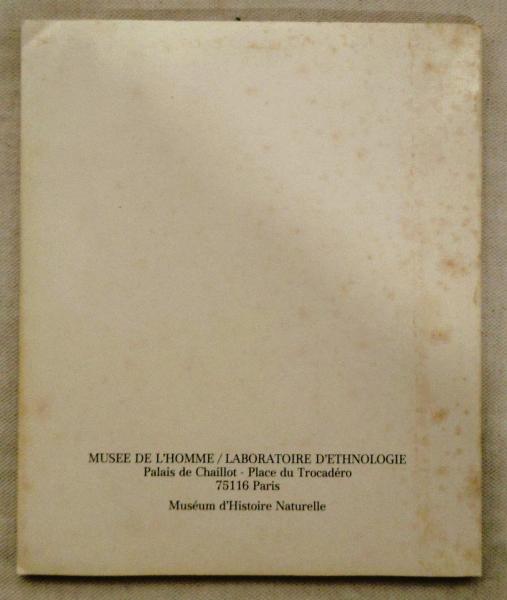 MUSEE DE L'HOMME / LABORATOIRE D'ETHNOLOGIE
Palais de Chaillot - Place du Trocadéro
75116 Paris
Muséum d'Histoire Naturelle